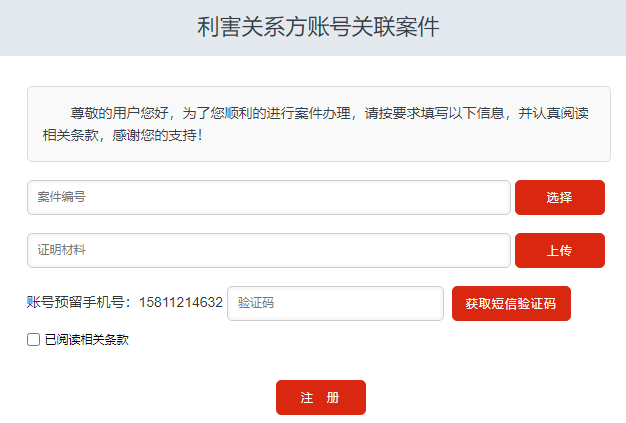 利害关系方账号关联案件
尊敬的用户您好，为了您顺利的进行案件办理，请按要求填写以下信息，并认真阅读
相关条款，感谢您的支持！
案件编号 选择
证明材料 上传
账号预留手机号：15811214632 验证码 获取短信验证码
已阅读相关条款
注 册